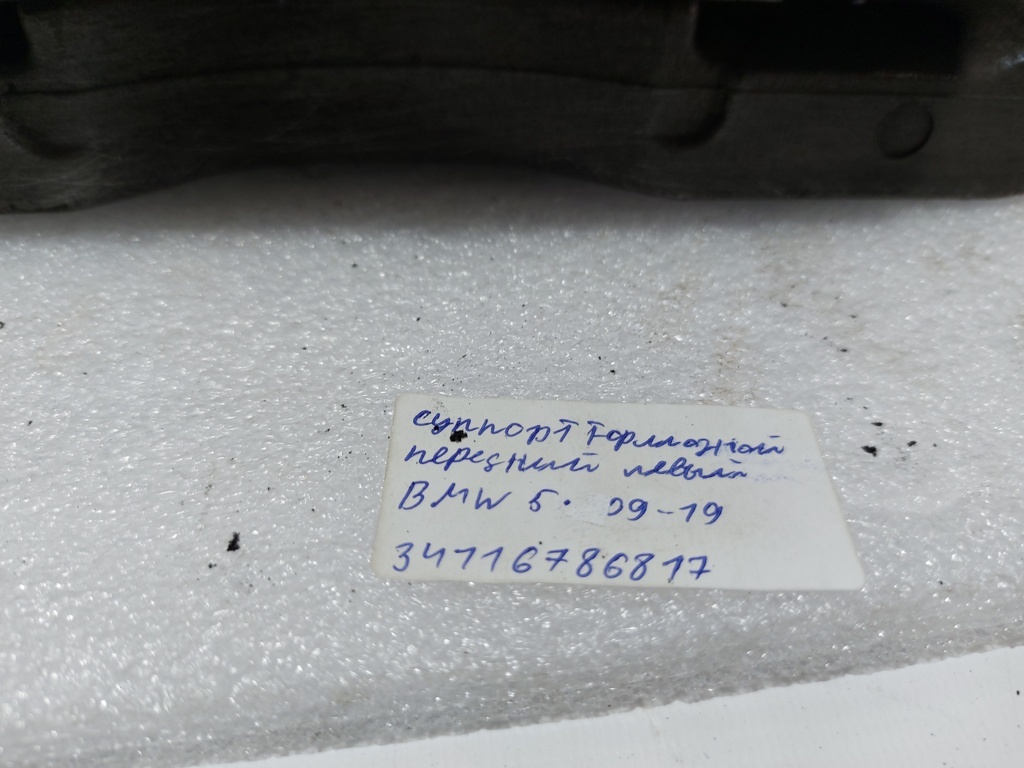 суппорт тормозной
передний левый
BMW 5. 09-19
34116786817